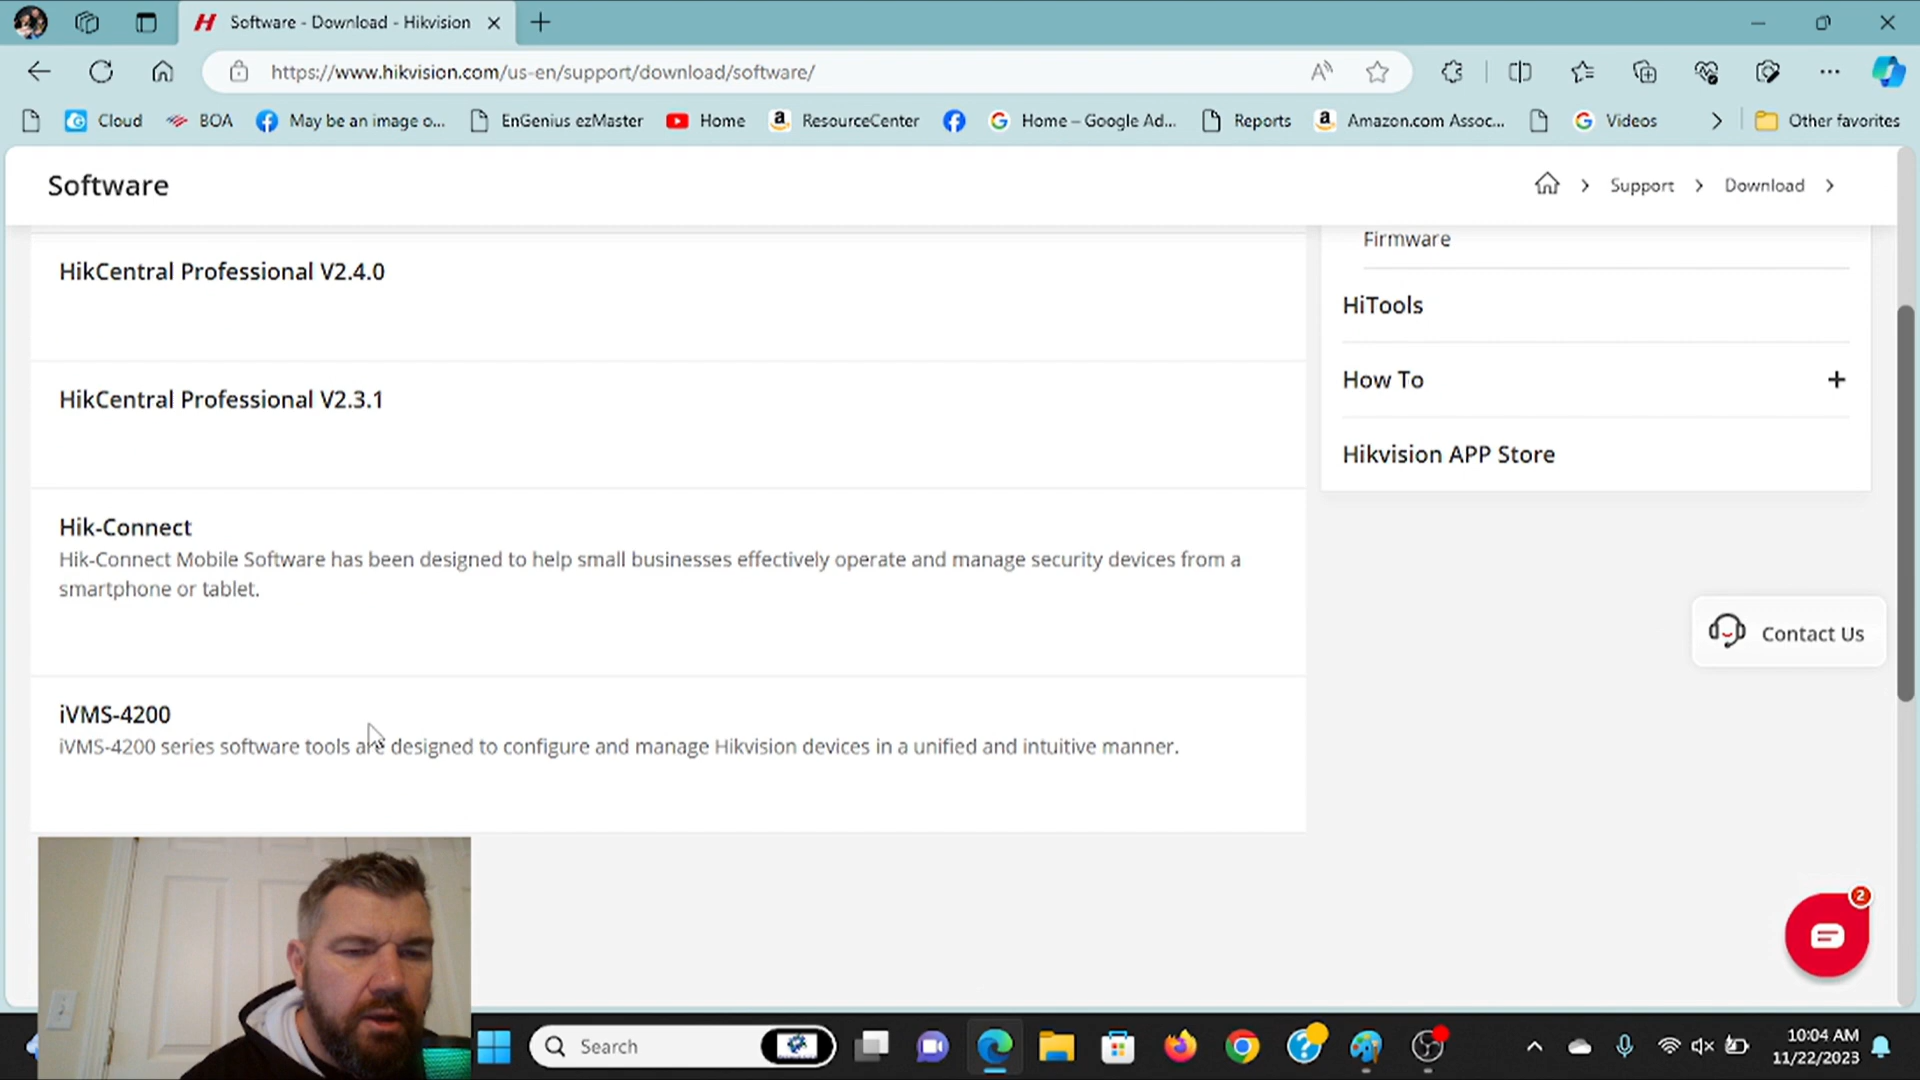 Software - Download - Hikvision
https://www.hikvision.com/us-en/support/download/software/
Cloud
BOA
May be an image o...
EnGenius ezMaster
Home
ResourceCenter
Home – Google Ad...
Reports
Amazon.com Assoc...
Videos
Other favorites
Software
Support
Download
HikCentral Professional V2.4.0
HikCentral Professional V2.3.1
Hik-Connect
Hik-Connect Mobile Software has been designed to help small businesses effectively operate and manage security devices from a
smartphone or tablet.
iVMS-4200
iVMS-4200 series software tools are designed to configure and manage Hikvision devices in a unified and intuitive manner.
Firmware
HiTools
How To
Hikvision APP Store
Contact Us
2
Search
10:04 AM
11/22/2023